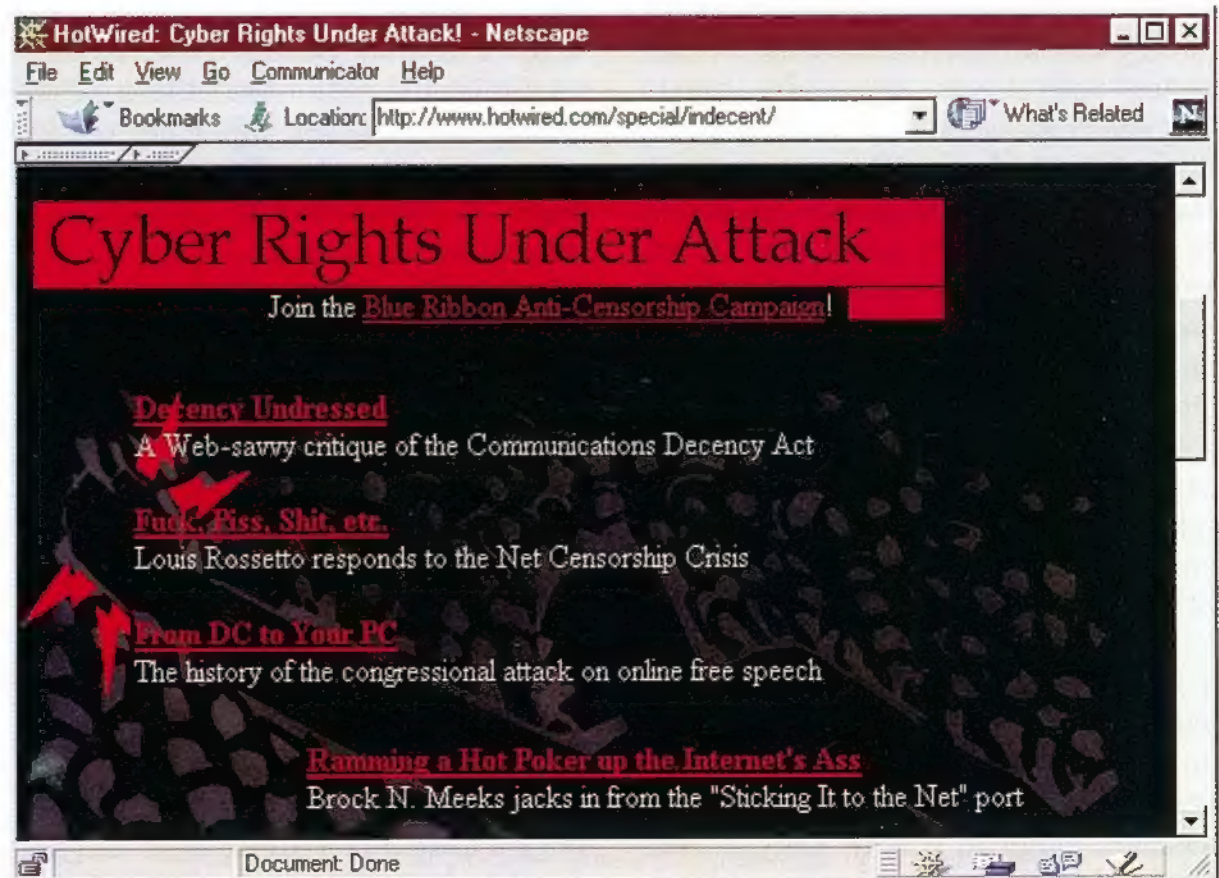 HotWired: Cyber Rights Under Attack! - Netscape
File Edit View Go Communicator Help
Bookmarks Location: http://www.hotwired.com/special/indecent/ What's Related N
Cyber Rights Under Attack
Join the Blue Ribbon Anti-Censorship Campaign!
Decency Undressed
A Web-savvy critique of the Communications Decency Act
Fuck, Piss, Shit, etc.
Louis Rossetto responds to the Net Censorship Crisis
From DC to Your PC
The history of the congressional attack on online free speech
Ramming a Hot Poker up the Internet's Ass
Brock N. Meeks jacks in from the "Sticking It to the Net" port
Document: Done